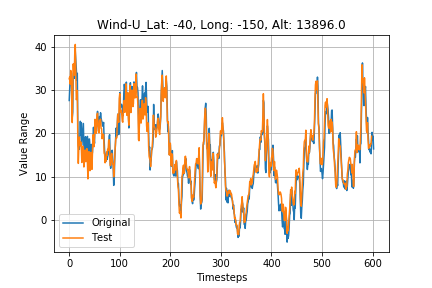 Wind-U_Lat: -40, Long: -150, Alt: 13896.0
Value Range
40
30
20
10
0
Original
Test
0 100 200 300 400 500 600
Timesteps